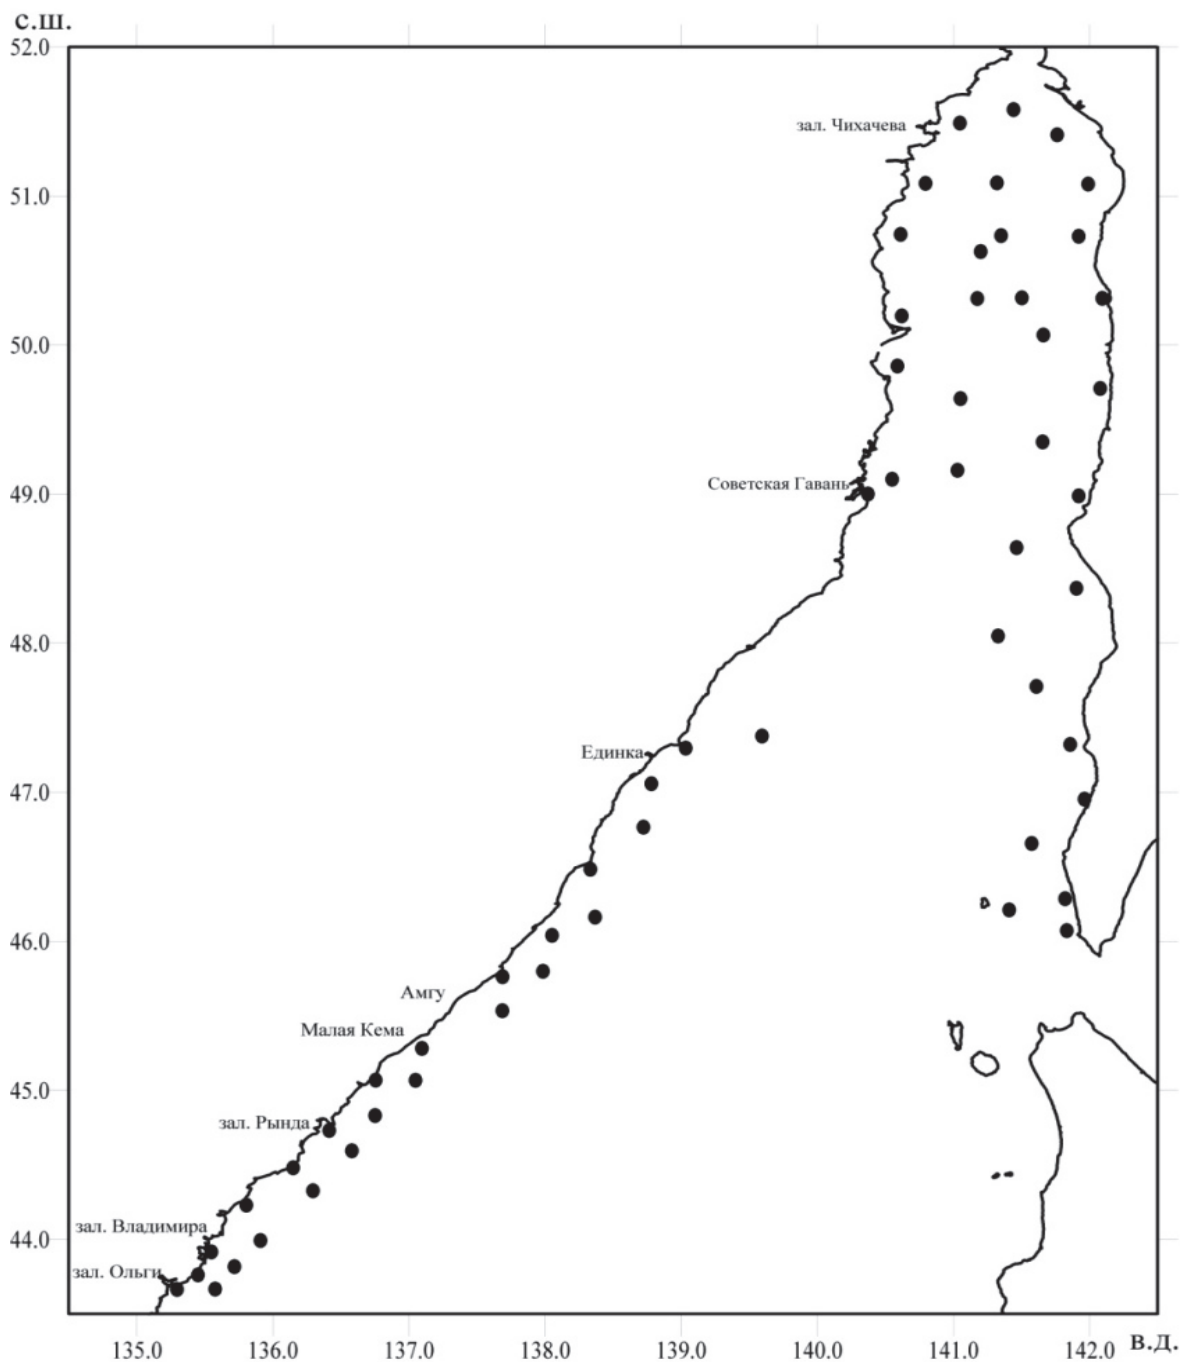 с.ш.
52.0
зал. Чихачева
51.0
50.0
Советская Гавань
49.0
48.0
Единка
47.0
46.0
Амгу
Малая Кема
45.0
зал. Рында
зал. Владимира
44.0
зал. Ольги
135.0 136.0 137.0 138.0 139.0 140.0 141.0 142.0 в.д.